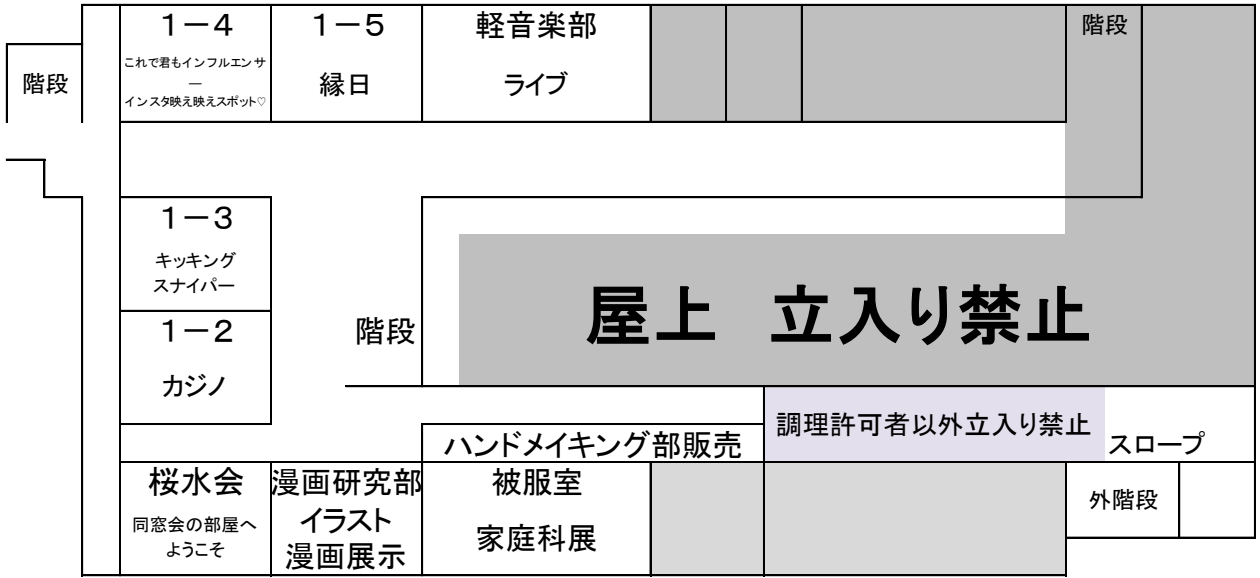 階段
１－４
これで君もインフルエンサ
ー
インスタ映え映えスポット♡
１－５
縁日
軽音楽部
ライブ
階段
１－３
キッキング
スナイパー
１－２
カジノ
階段
屋上　立入り禁止
調理許可者以外立入り禁止
スロープ
ハンドメイキング部販売
桜水会
同窓会の部屋へ
ようこそ
漫画研究部
イラスト
漫画展示
被服室
家庭科展
外階段